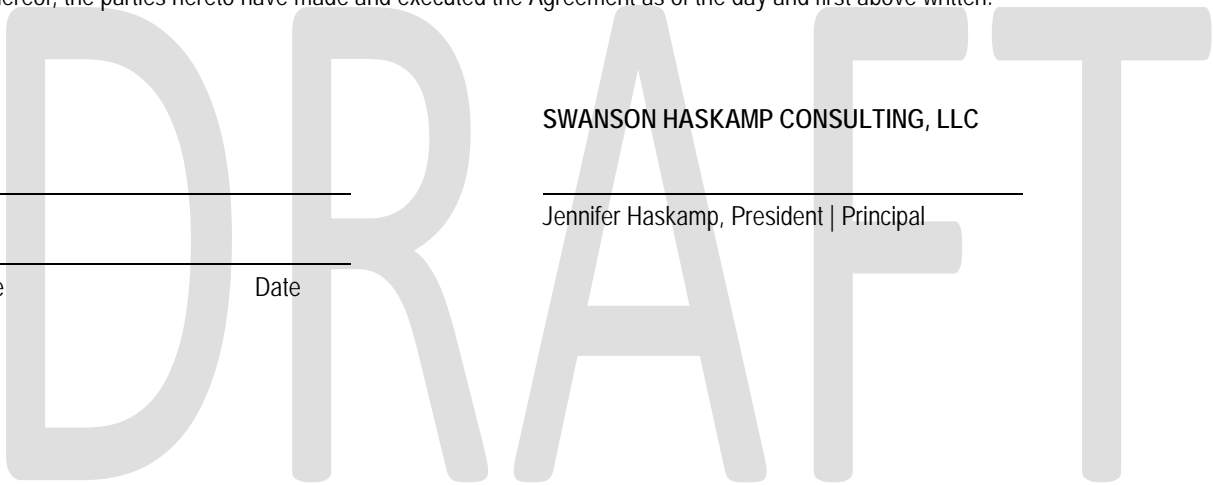 hereof, the parties hereto have made and executed the Agreement as of the day and first above written.
SWANSON HASKAMP CONSULTING, LLC
Jennifer Haskamp, President | Principal
Date
DRAFT